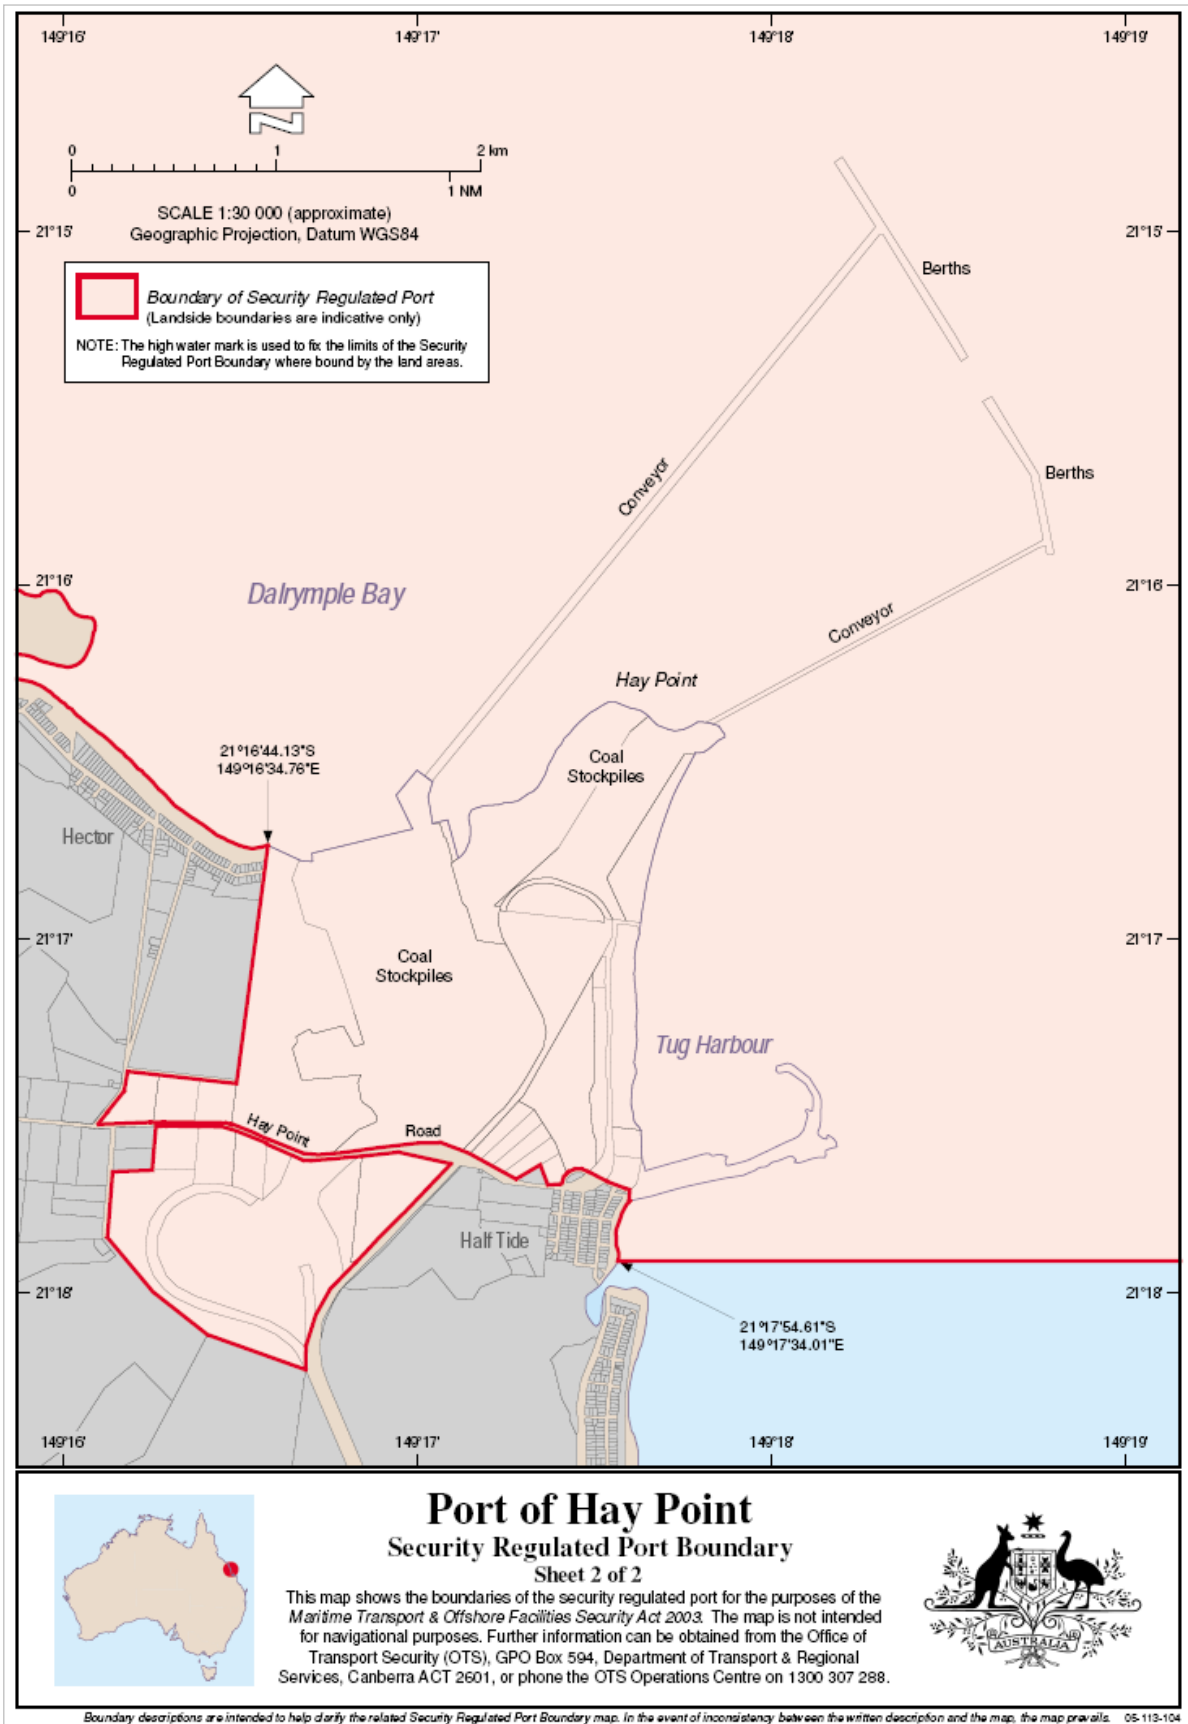 149°16'
149°17'
149°18'
149°19'
N
0
1
2 km
0
1 NM
SCALE 1:30 000 (approximate)
Geographic Projection, Datum WGS84
21°15'
21°15'
Berths
Boundary of Security Regulated Port
(Landside boundaries are indicative only)
NOTE: The high water mark is used to fix the limits of the Security
Regulated Port Boundary where bound by the land areas.
Conveyor
Berths
21°16'
21°16'
Dalrymple Bay
Conveyor
Hay Point
21°16'44.13"S
149°16'34.76"E
Coal
Stockpiles
Hector
21°17'
21°17'
Coal
Stockpiles
Tug Harbour
Hay Point
Road
Half Tide
21°18'
21°18'
21°17'54.61"S
149°17'34.01"E
149°16'
149°17'
149°18'
149°19'
Port of Hay Point
Security Regulated Port Boundary
Sheet 2 of 2
This map shows the boundaries of the security regulated port for the purposes of the
Maritime Transport & Offshore Facilities Security Act 2003. The map is not intended
for navigational purposes. Further information can be obtained from the Office of
Transport Security (OTS), GPO Box 594, Department of Transport & Regional
Services, Canberra ACT 2601, or phone the OTS Operations Centre on 1300 307 288.
AUSTRALIA
Boundary descriptions are intended to help clarify the related Security Regulated Port Boundary map. In the event of inconsistency between the written description and the map, the map prevails. 05-113-104